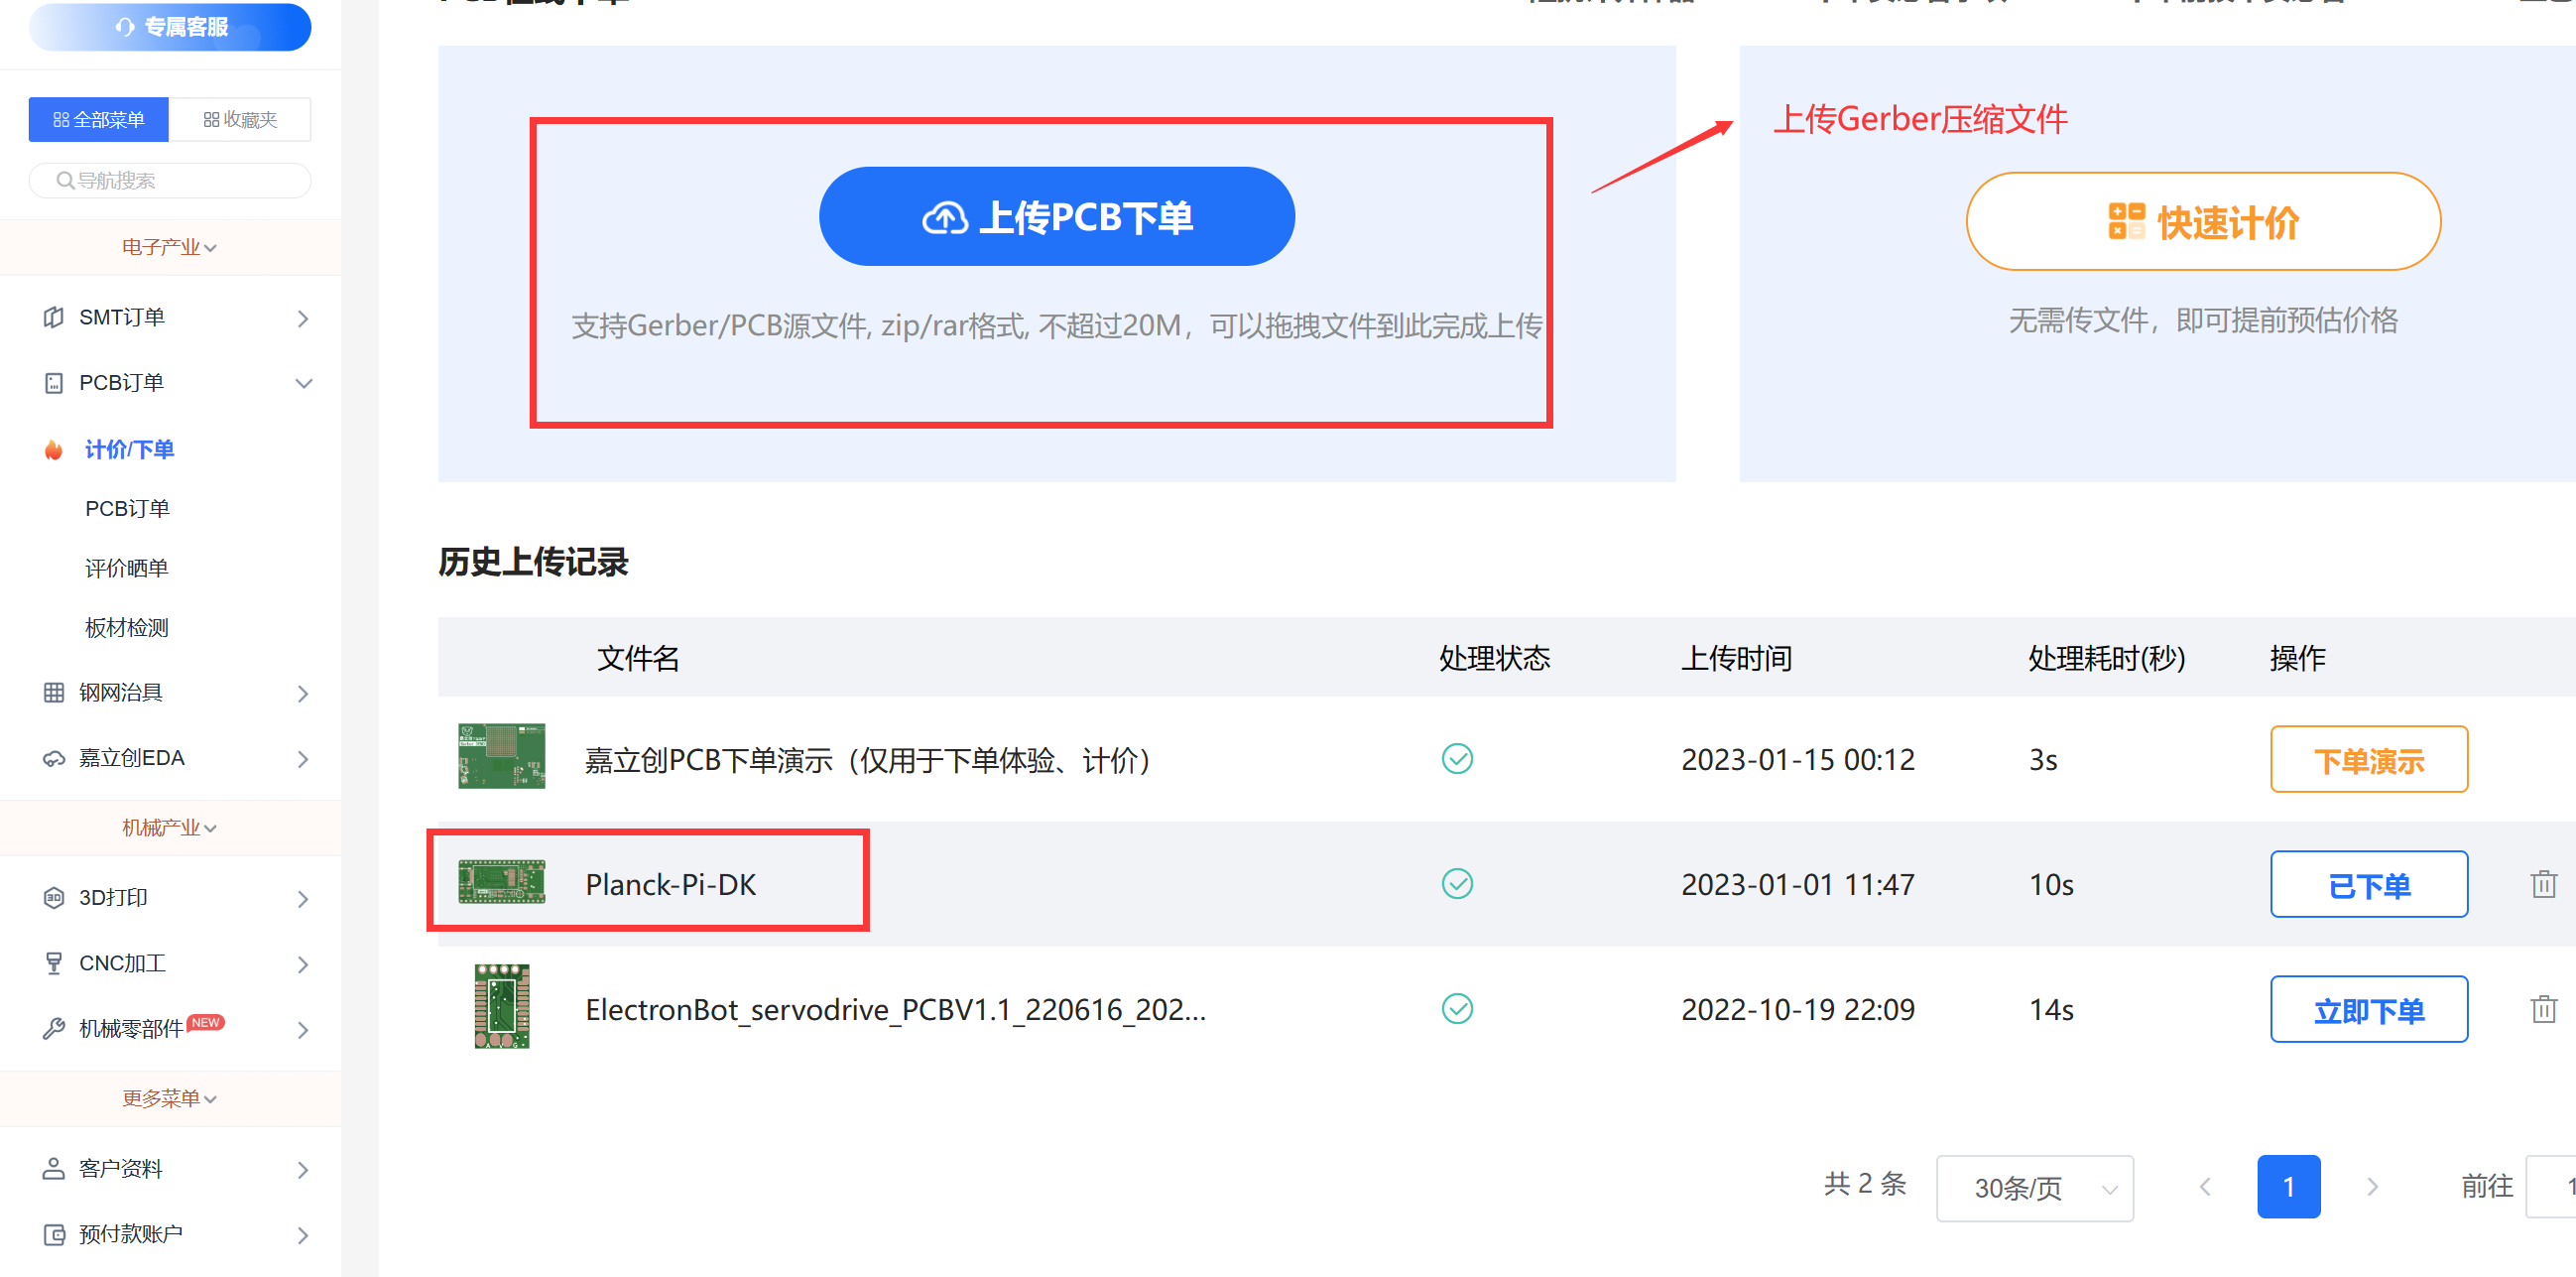 专属客服
全部菜单
收藏夹
导航搜索
电子产业
SMT订单
PCB订单
计价/下单
PCB订单
评价晒单
板材检测
钢网治具
嘉立创EDA
机械产业
3D打印
CNC加工
机械零部件 NEW
更多菜单
客户资料
预付款账户
上传PCB下单
支持Gerber/PCB源文件, zip/rar格式, 不超过20M，可以拖拽文件到此完成上传
上传Gerber压缩文件
快速计价
无需传文件，即可提前预估价格
历史上传记录
文件名 处理状态 上传时间 处理耗时(秒) 操作
嘉立创PCB下单演示（仅用于下单体验、计价） 2023-01-15 00:12 3s 下单演示
Planck-Pi-DK 2023-01-01 11:47 10s 已下单
ElectronBot_servodrive_PCBV1.1_220616_202... 2022-10-19 22:09 14s 立即下单
共 2 条 30条/页 1 前往